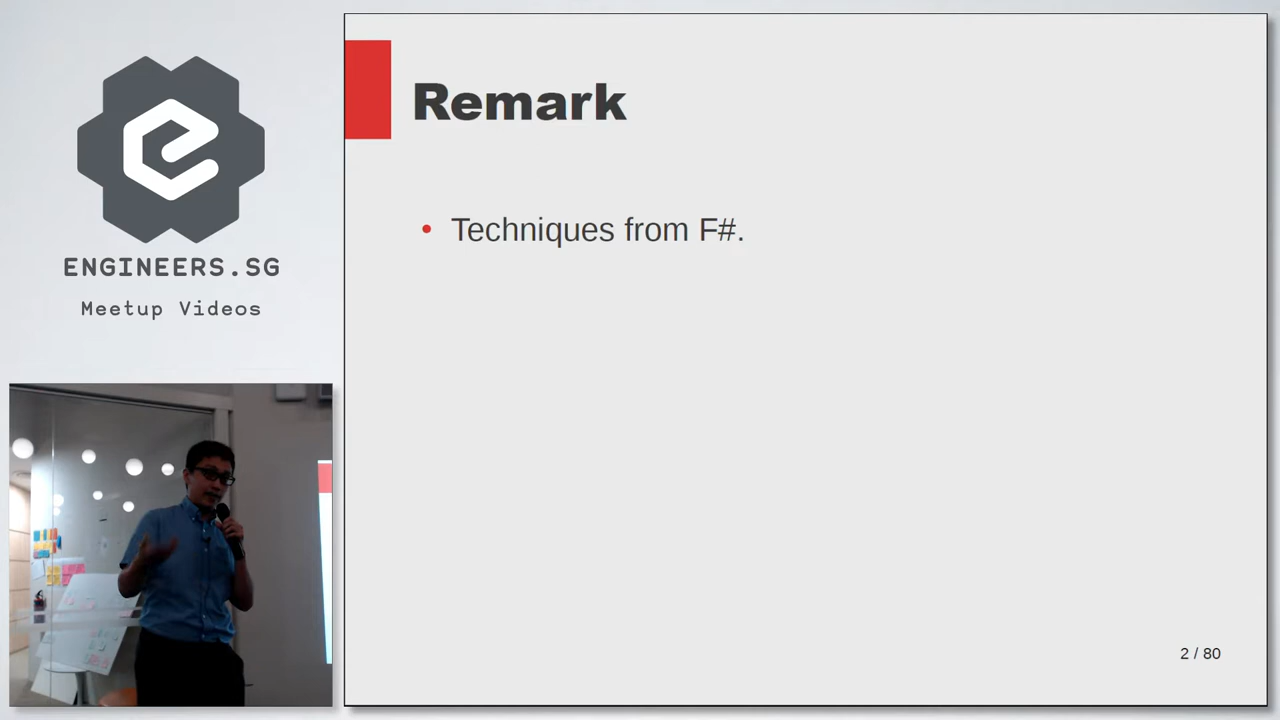 ENGINEERS.SG
Meetup Videos
Remark
• Techniques from F#.
2 / 80